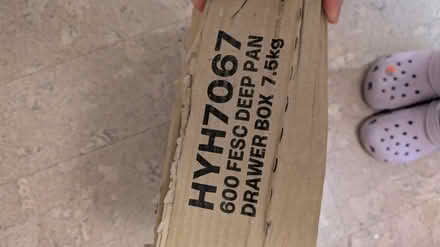 HYH7067
600 FESC DEEP PAN
DRAWER BOX 7.5kg